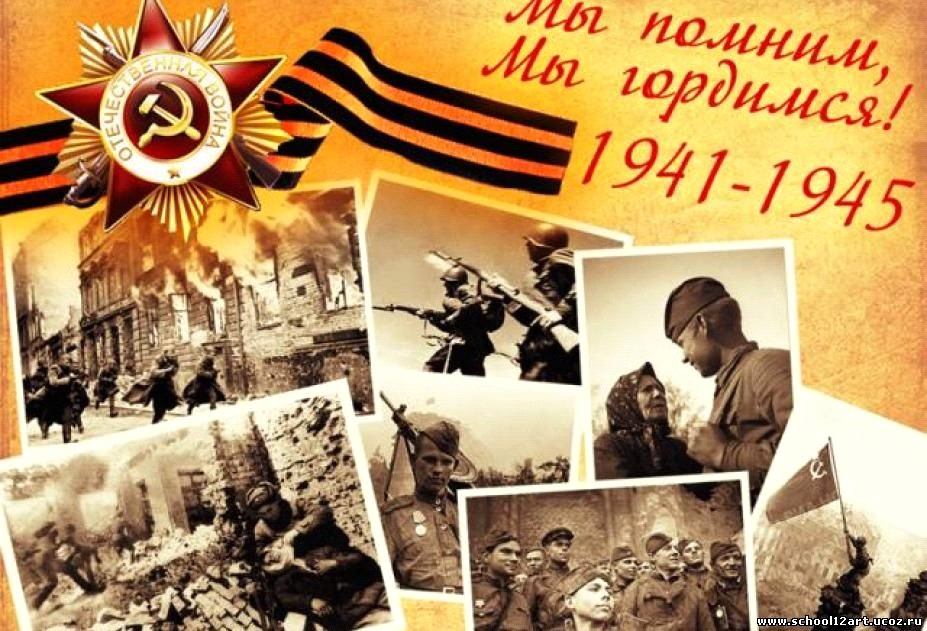 Мы помним,
Мы гордимся!
1941-1945
ОТЕЧЕСТВЕННАЯ ВОЙНА
www.school12art.ucoz.ru